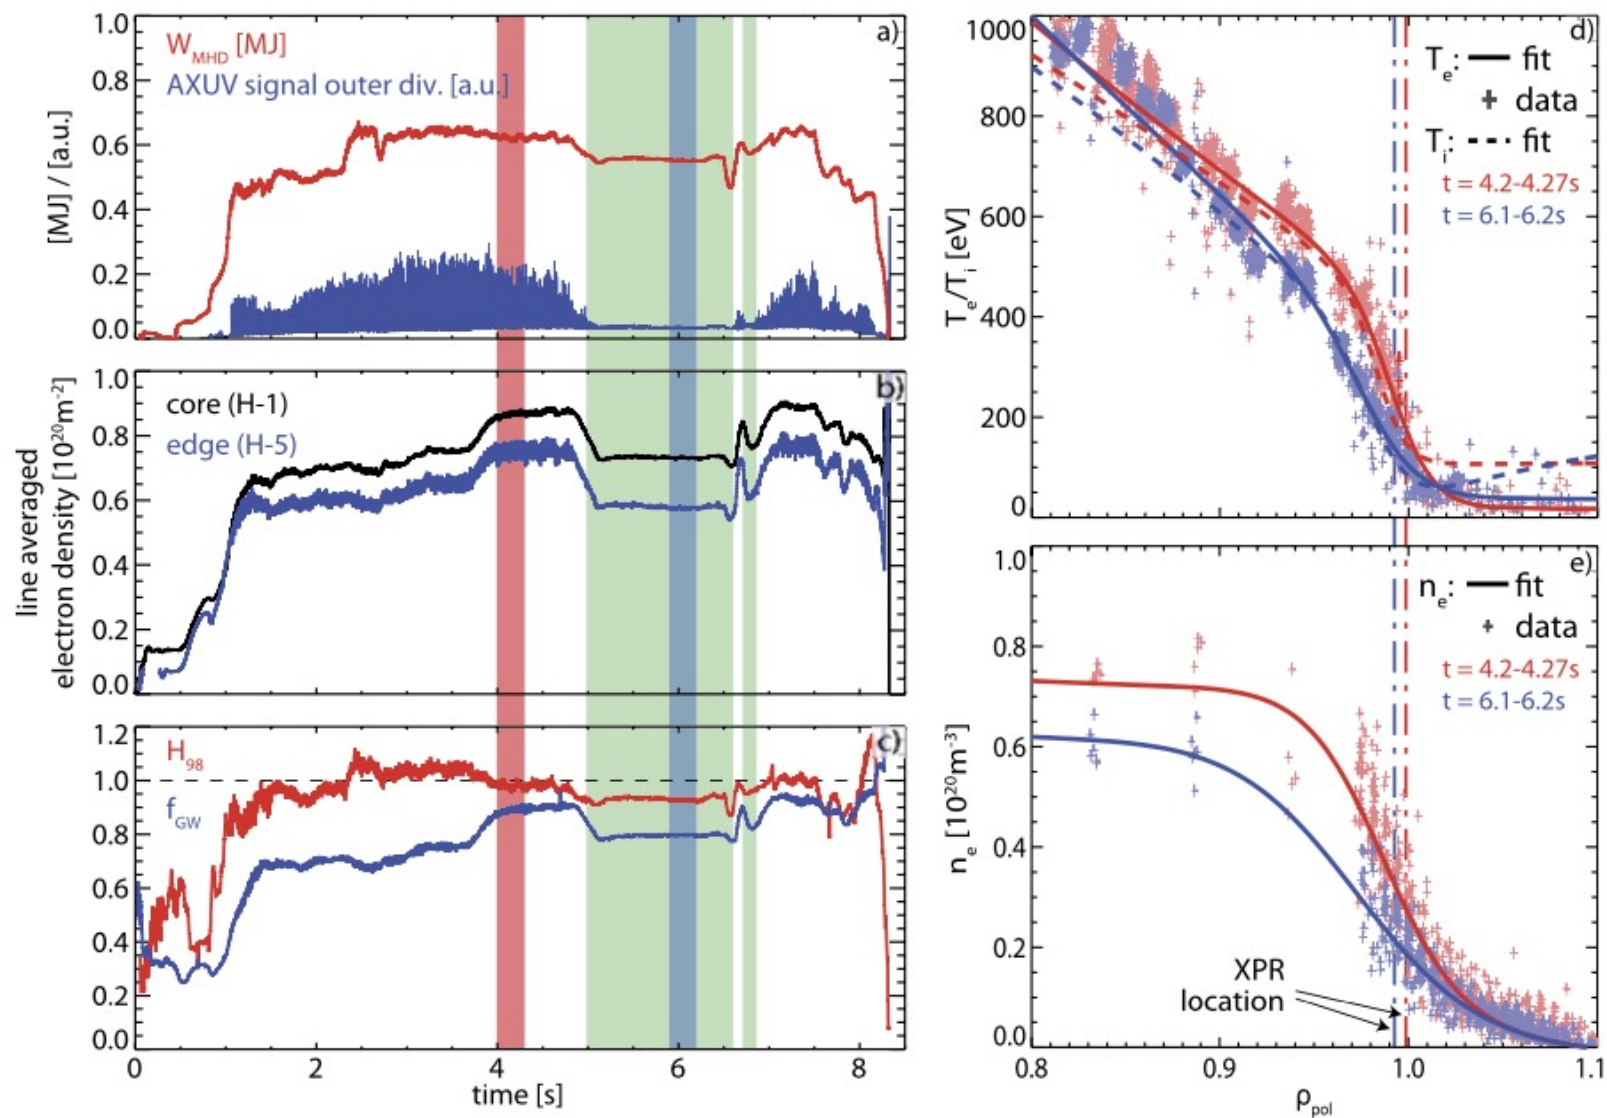 a)
W_MHD [MJ]
AXUV signal outer div. [a.u.]
[MJ] / [a.u.]
1.0
0.8
0.6
0.4
0.2
0.0
b)
core (H-1)
edge (H-5)
line averaged
electron density [10²⁰m⁻²]
1.0
0.8
0.6
0.4
0.2
0.0
c)
H₉₈
f_GW
1.2
1.0
0.8
0.6
0.4
0.2
0.0
0 2 4 6 8
time [s]
d)
T_e: fit
data
T_i: fit
t = 4.2-4.27s
t = 6.1-6.2s
T_e/T_i [eV]
1000
800
600
400
200
0
e)
n_e: fit
data
t = 4.2-4.27s
t = 6.1-6.2s
n_e [10²⁰m⁻³]
1.0
0.8
0.6
0.4
0.2
0.0
XPR
location
0.8 0.9 1.0 1.1
ρ_pol